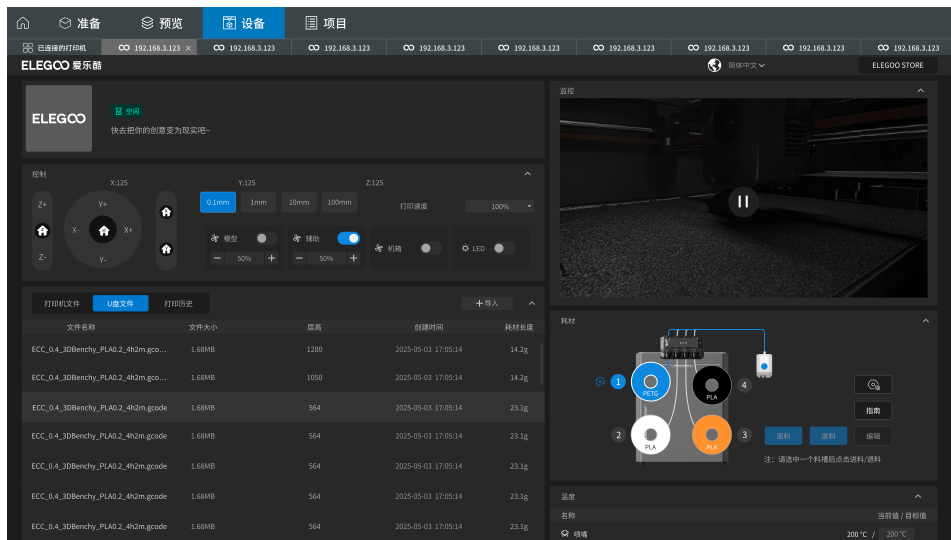 准备 预览 设备 项目
已连接的打印机 192.168.3.123 × 192.168.3.123 192.168.3.123 192.168.3.123 192.168.3.123 192.168.3.123 192.168.3.123 192.168.3.123 192.168.3.123
ELEGOO 爱乐酷 简体中文 ELEGOO STORE
ELEGOO
空闲
快去把你的创意变为现实吧~
监控
控制
X:125 Y:125 Z:125
Z+ Y+ 0.1mm 1mm 10mm 100mm 打印速度 100%
X- X+
模型 辅助 机箱 LED
Z- Y- − 50% + − 50% +
打印机文件 U盘文件 打印历史 +导入
文件名称 文件大小 层高 创建时间 耗材长度
ECC_0.4_3DBenchy_PLA0.2_4h2m.gco... 1.68MB 1280 2025-05-03 17:05:14 14.2g
ECC_0.4_3DBenchy_PLA0.2_4h2m.gco... 1.68MB 1050 2025-05-03 17:05:14 14.2g
ECC_0.4_3DBenchy_PLA0.2_4h2m.gcode 1.68MB 564 2025-05-03 17:05:14 23.1g
ECC_0.4_3DBenchy_PLA0.2_4h2m.gcode 1.68MB 564 2025-05-03 17:05:14 23.1g
ECC_0.4_3DBenchy_PLA0.2_4h2m.gcode 1.68MB 564 2025-05-03 17:05:14 23.1g
ECC_0.4_3DBenchy_PLA0.2_4h2m.gcode 1.68MB 564 2025-05-03 17:05:14 23.1g
ECC_0.4_3DBenchy_PLA0.2_4h2m.gcode 1.68MB 564 2025-05-03 17:05:14 23.1g
耗材
1 PETG
4 PLA
2 PLA
3 PLA
指南
退料 进料 编辑
注: 请选中一个料槽后点击进料/退料
温度
名称 当前值 / 目标值
喷嘴 200℃ / 200℃